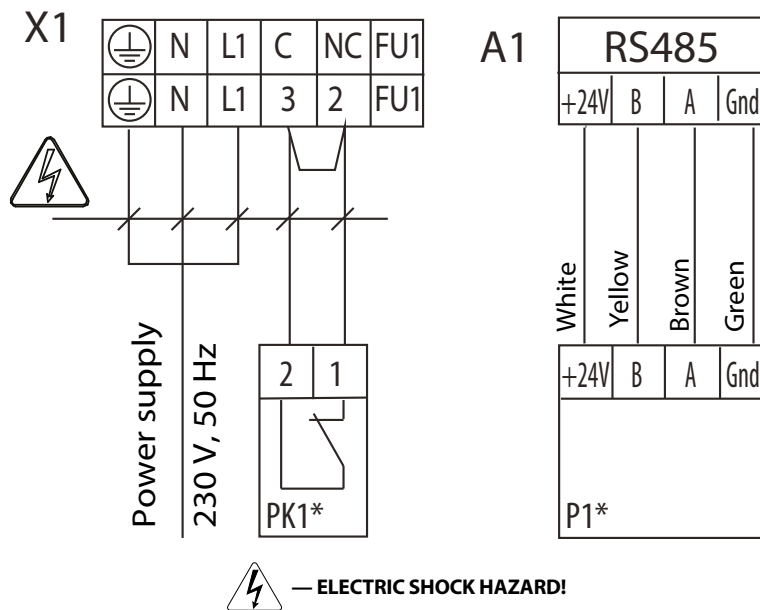 X1
N L1 C NC FU1
N L1 3 2 FU1
Power supply
230 V, 50 Hz
2 1
PK1*
A1
RS485
+24V B A Gnd
White
Yellow
Brown
Green
+24V B A Gnd
P1*
— ELECTRIC SHOCK HAZARD!